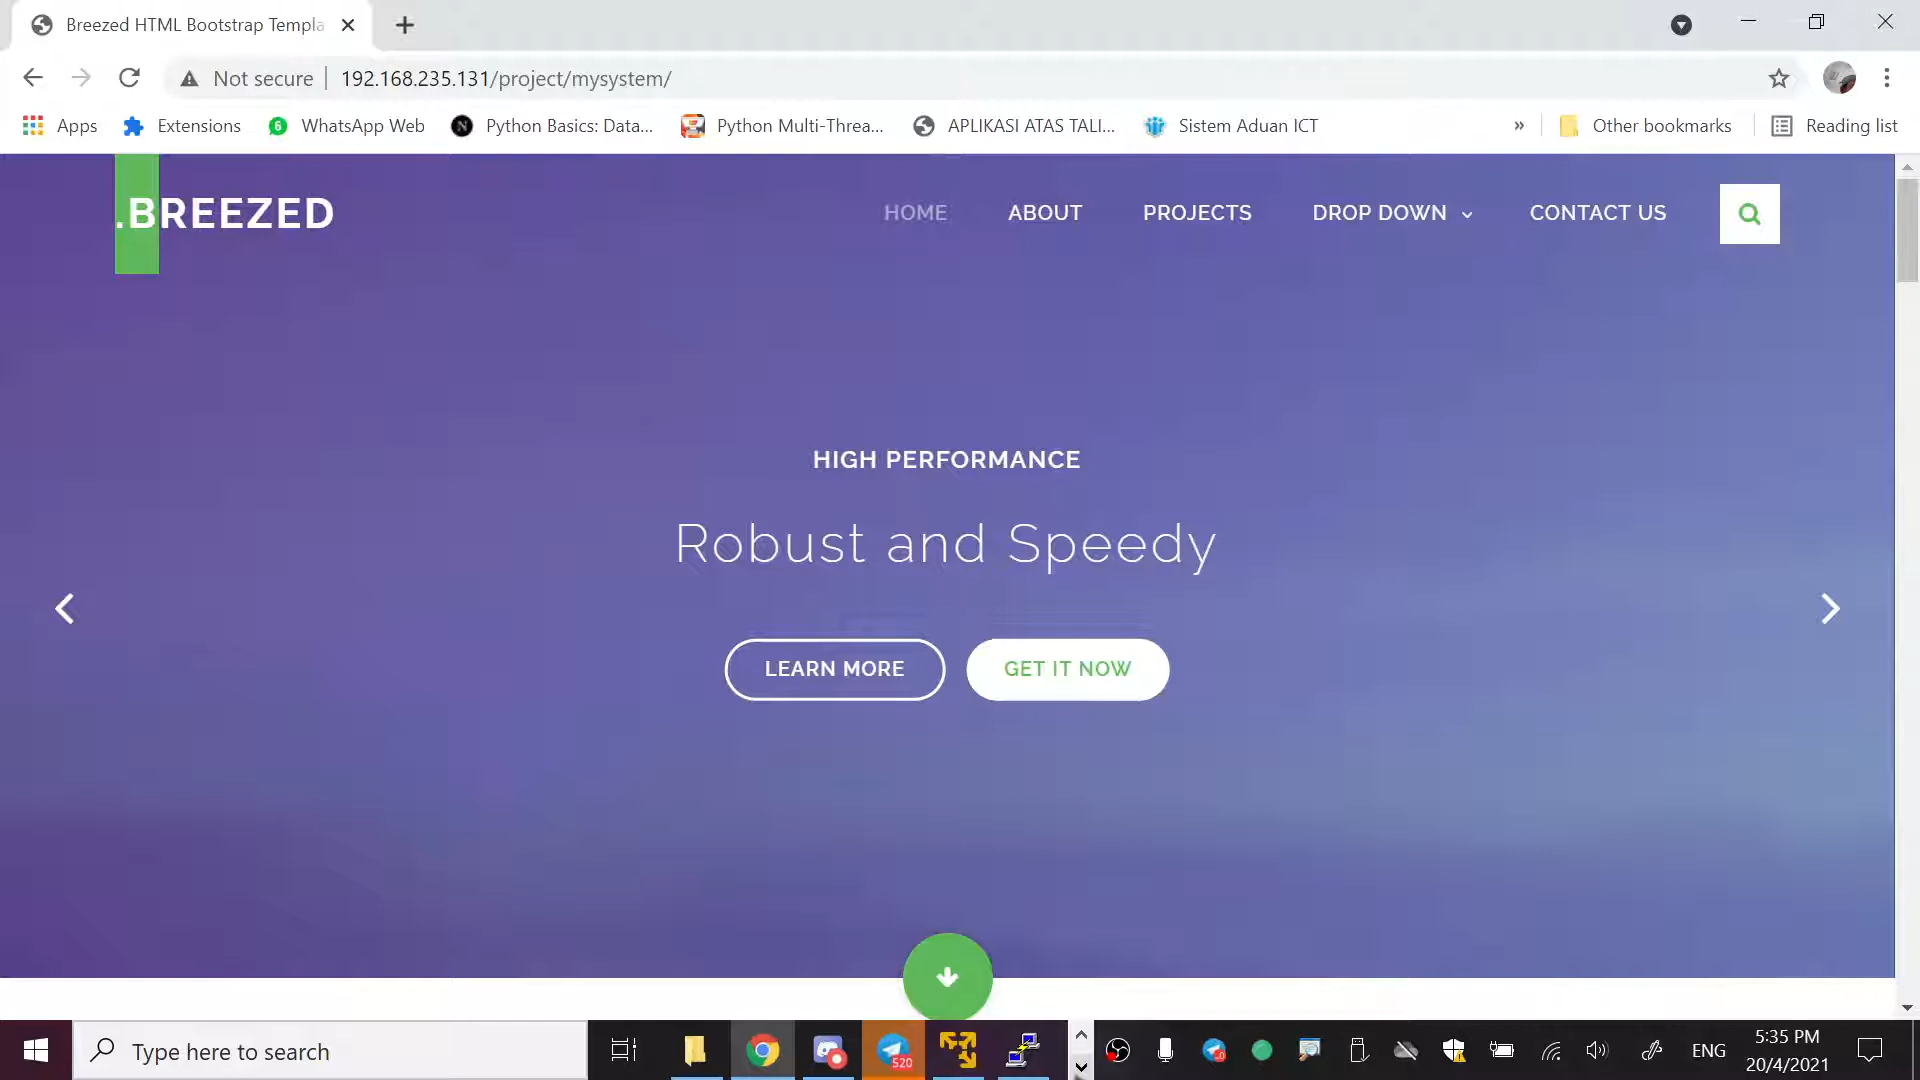 Breezed HTML Bootstrap Templa
Not secure
192.168.235.131/project/mysystem/
Apps
Extensions
WhatsApp Web
Python Basics: Data...
Python Multi-Threa...
APLIKASI ATAS TALI...
Sistem Aduan ICT
»
Other bookmarks
Reading list
.BREEZED
HOME
ABOUT
PROJECTS
DROP DOWN
CONTACT US
HIGH PERFORMANCE
Robust and Speedy
LEARN MORE
GET IT NOW
Type here to search
520
ENG
5:35 PM
20/4/2021